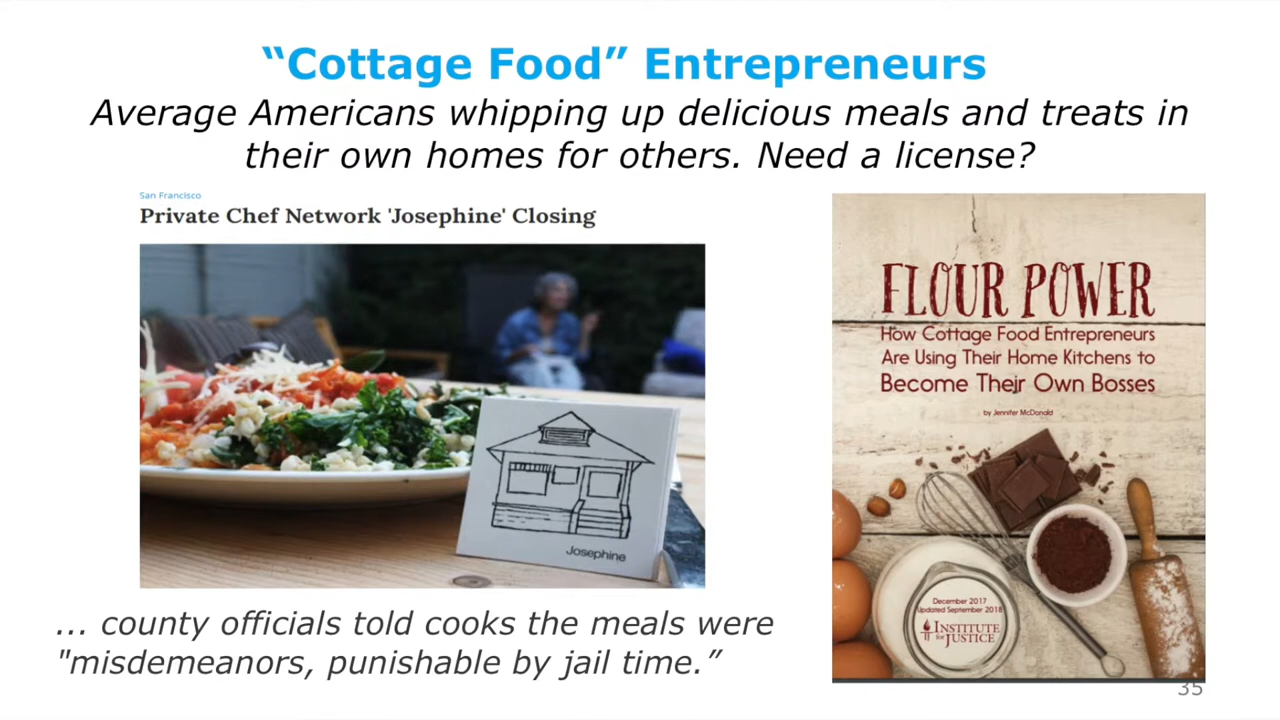 “Cottage Food” Entrepreneurs
Average Americans whipping up delicious meals and treats in
their own homes for others. Need a license?
San Francisco
Private Chef Network 'Josephine' Closing
Josephine
... county officials told cooks the meals were
"misdemeanors, punishable by jail time.”
FLOUR POWER
How Cottage Food Entrepreneurs
Are Using Their Home Kitchens to
Become Their Own Bosses
by Jennifer McDonald
December 2017
Updated September 2018
INSTITUTE
for JUSTICE
35